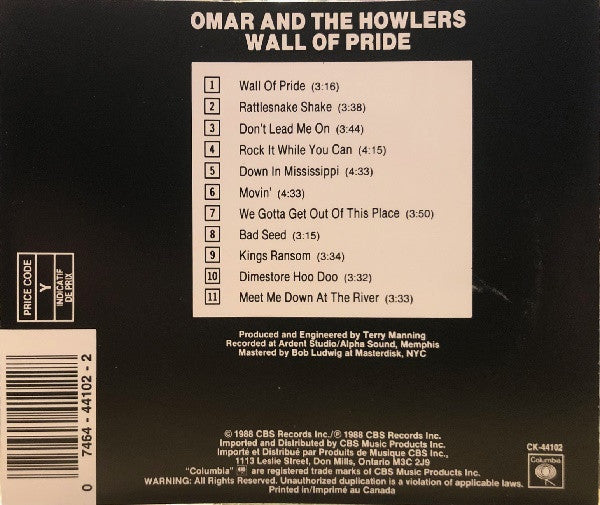 OMAR AND THE HOWLERS
WALL OF PRIDE
1 Wall Of Pride (3:16)
2 Rattlesnake Shake (3:38)
3 Don't Lead Me On (3:44)
4 Rock It While You Can (4:15)
5 Down In Mississippi (4:33)
6 Movin' (4:33)
7 We Gotta Get Out Of This Place (3:50)
8 Bad Seed (3:15)
9 Kings Ransom (3:34)
10 Dimestore Hoo Doo (3:32)
11 Meet Me Down At The River (3:33)
PRICE CODE
Y
INDICATIF
DE PRIX
Produced and Engineered by Terry Manning
Recorded at Ardent Studio/Alpha Sound, Memphis
Mastered by Bob Ludwig at Masterdisk, NYC
0 7464-44102-2
© 1988 CBS Records Inc./℗ 1988 CBS Records Inc.
Imported and Distributed by CBS Music Products Inc.
Importé et Distribué par Produits de Musique CBS Inc.
1113 Leslie Street, Don Mills, Ontario M3C 2J9
"Columbia" are registered trade marks of CBS Music Products Inc.
WARNING: All Rights Reserved. Unauthorized duplication is a violation of applicable laws.
Printed in/Imprimé au Canada
CK-44102
Columbia